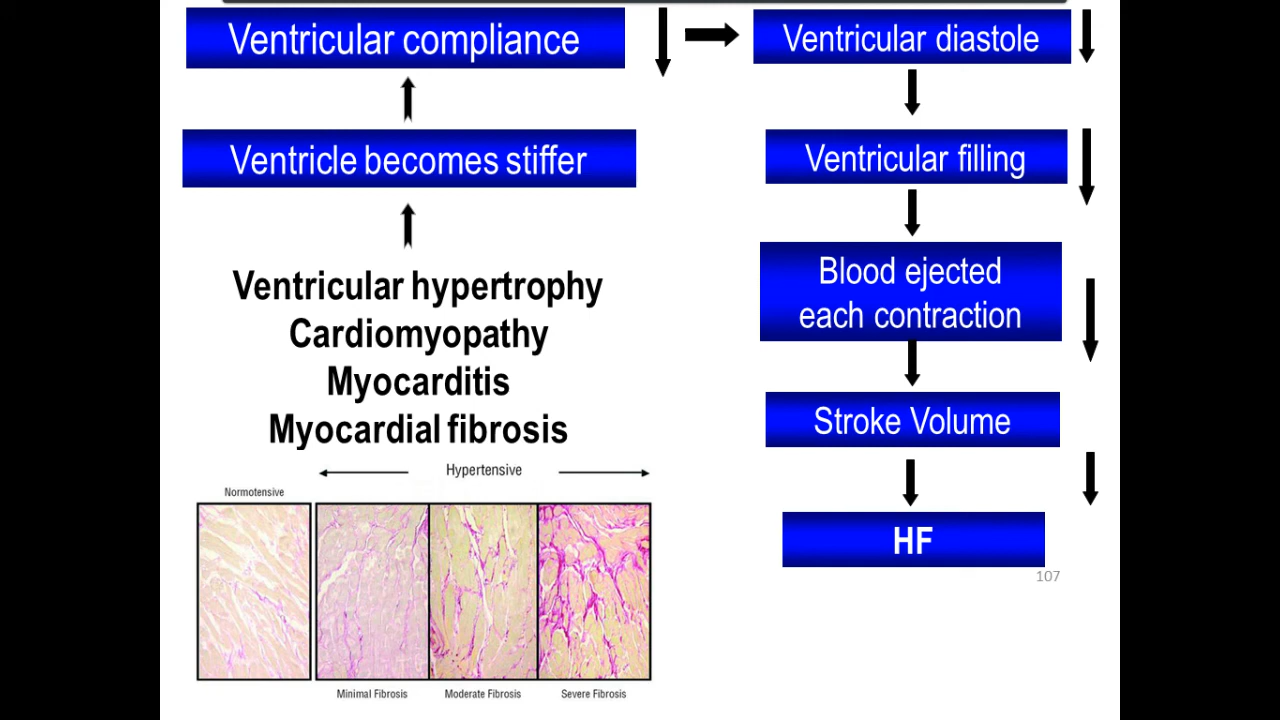 Ventricular compliance
Ventricle becomes stiffer
Ventricular hypertrophy
Cardiomyopathy
Myocarditis
Myocardial fibrosis
Hypertensive
Normotensive
Minimal Fibrosis
Moderate Fibrosis
Severe Fibrosis
Ventricular diastole
Ventricular filling
Blood ejected
each contraction
Stroke Volume
HF
107